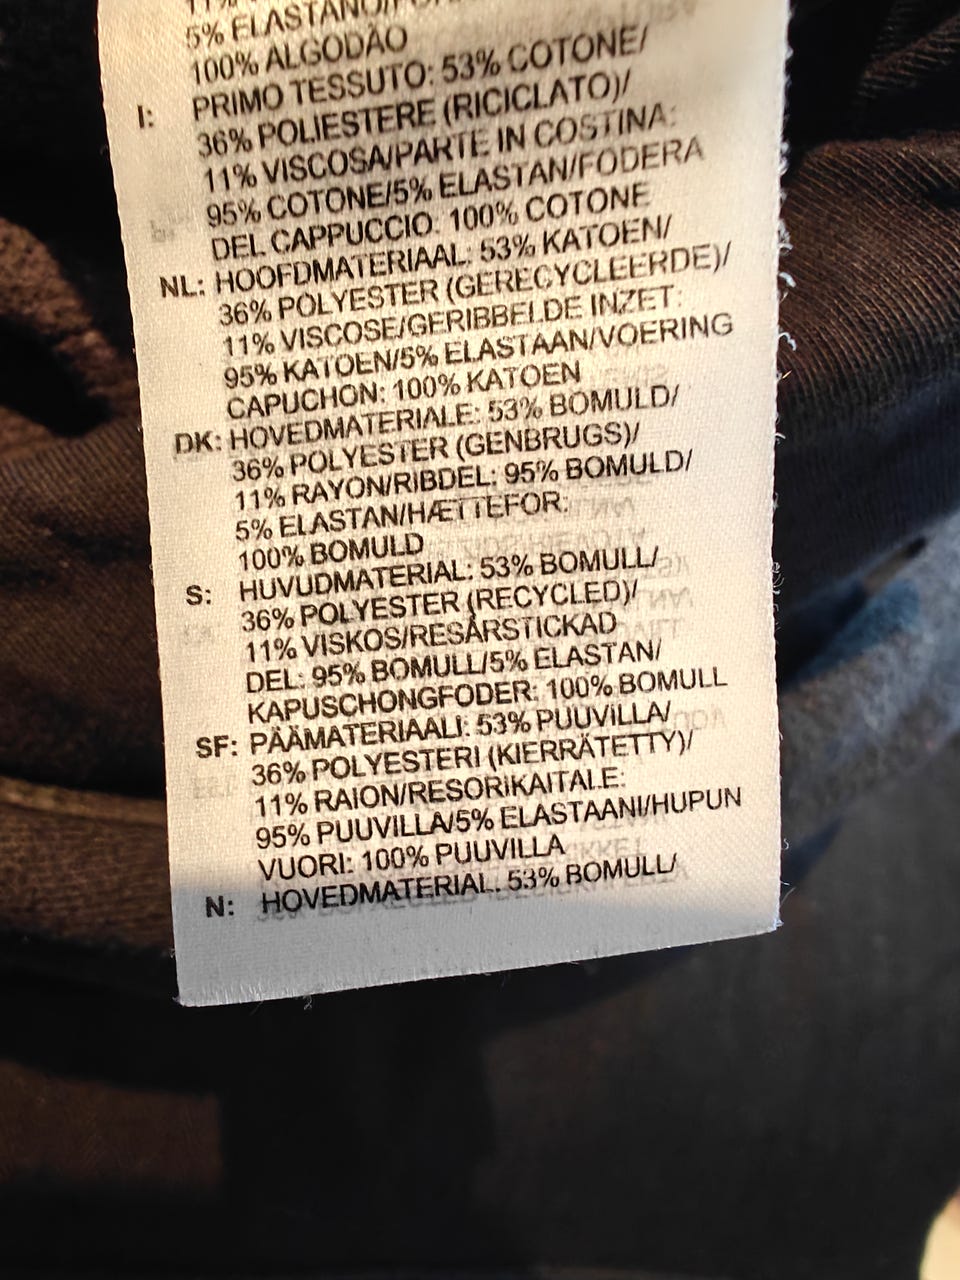 11%
5% ELASTANO/
100% ALGODÃO
I: PRIMO TESSUTO: 53% COTONE/
36% POLIESTERE (RICICLATO)/
11% VISCOSA/PARTE IN COSTINA:
95% COTONE/5% ELASTAN/FODERA
DEL CAPPUCCIO: 100% COTONE
NL: HOOFDMATERIAAL: 53% KATOEN/
36% POLYESTER (GERECYCLEERDE)/
11% VISCOSE/GERIBBELDE INZET:
95% KATOEN/5% ELASTAAN/VOERING
CAPUCHON: 100% KATOEN
DK: HOVEDMATERIALE: 53% BOMULD/
36% POLYESTER (GENBRUGS)/
11% RAYON/RIBDEL: 95% BOMULD/
5% ELASTAN/HÆTTEFOR:
100% BOMULD
S: HUVUDMATERIAL: 53% BOMULL/
36% POLYESTER (RECYCLED)/
11% VISKOS/RESÅRSTICKAD
DEL: 95% BOMULL/5% ELASTAN/
KAPUSCHONGFODER: 100% BOMULL
SF: PÄÄMATERIAALI: 53% PUUVILLA/
36% POLYESTERI (KIERRÄTETTY)/
11% RAION/RESORIKAITALE:
95% PUUVILLA/5% ELASTAANI/HUPUN
VUORI: 100% PUUVILLA
N: HOVEDMATERIAL: 53% BOMULL/